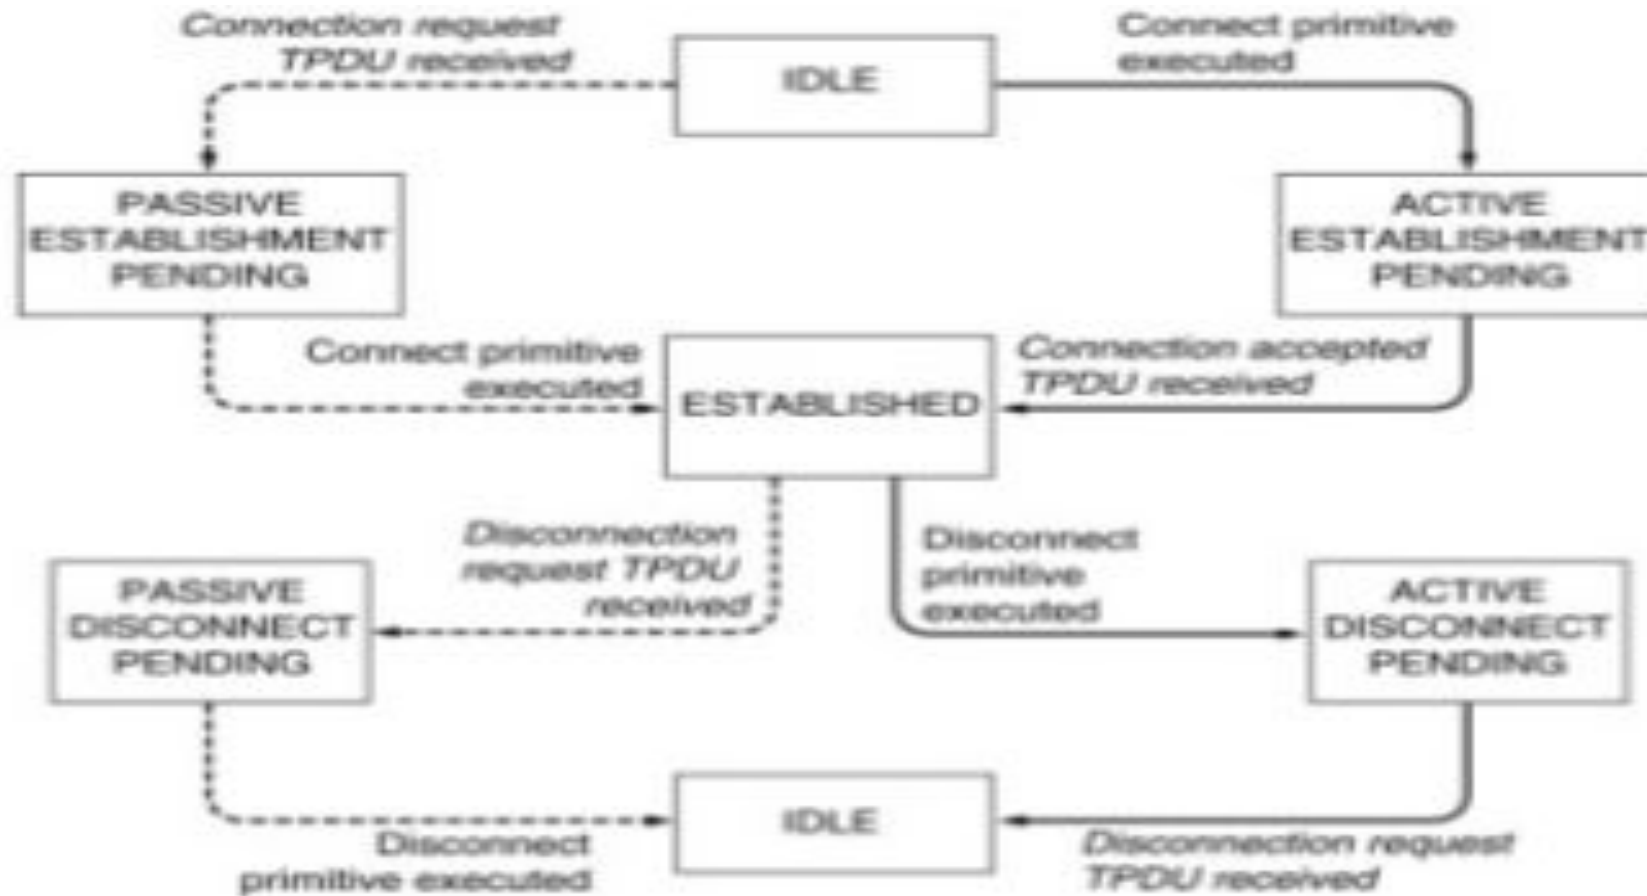 Connection request
TPDU received
IDLE
Connect primitive
executed
PASSIVE
ESTABLISHMENT
PENDING
ACTIVE
ESTABLISHMENT
PENDING
Connect primitive
executed
ESTABLISHED
Connection accepted
TPDU received
Disconnection
request TPDU
received
Disconnect
primitive
executed
PASSIVE
DISCONNECT
PENDING
ACTIVE
DISCONNECT
PENDING
IDLE
Disconnect
primitive executed
Disconnection request
TPDU received